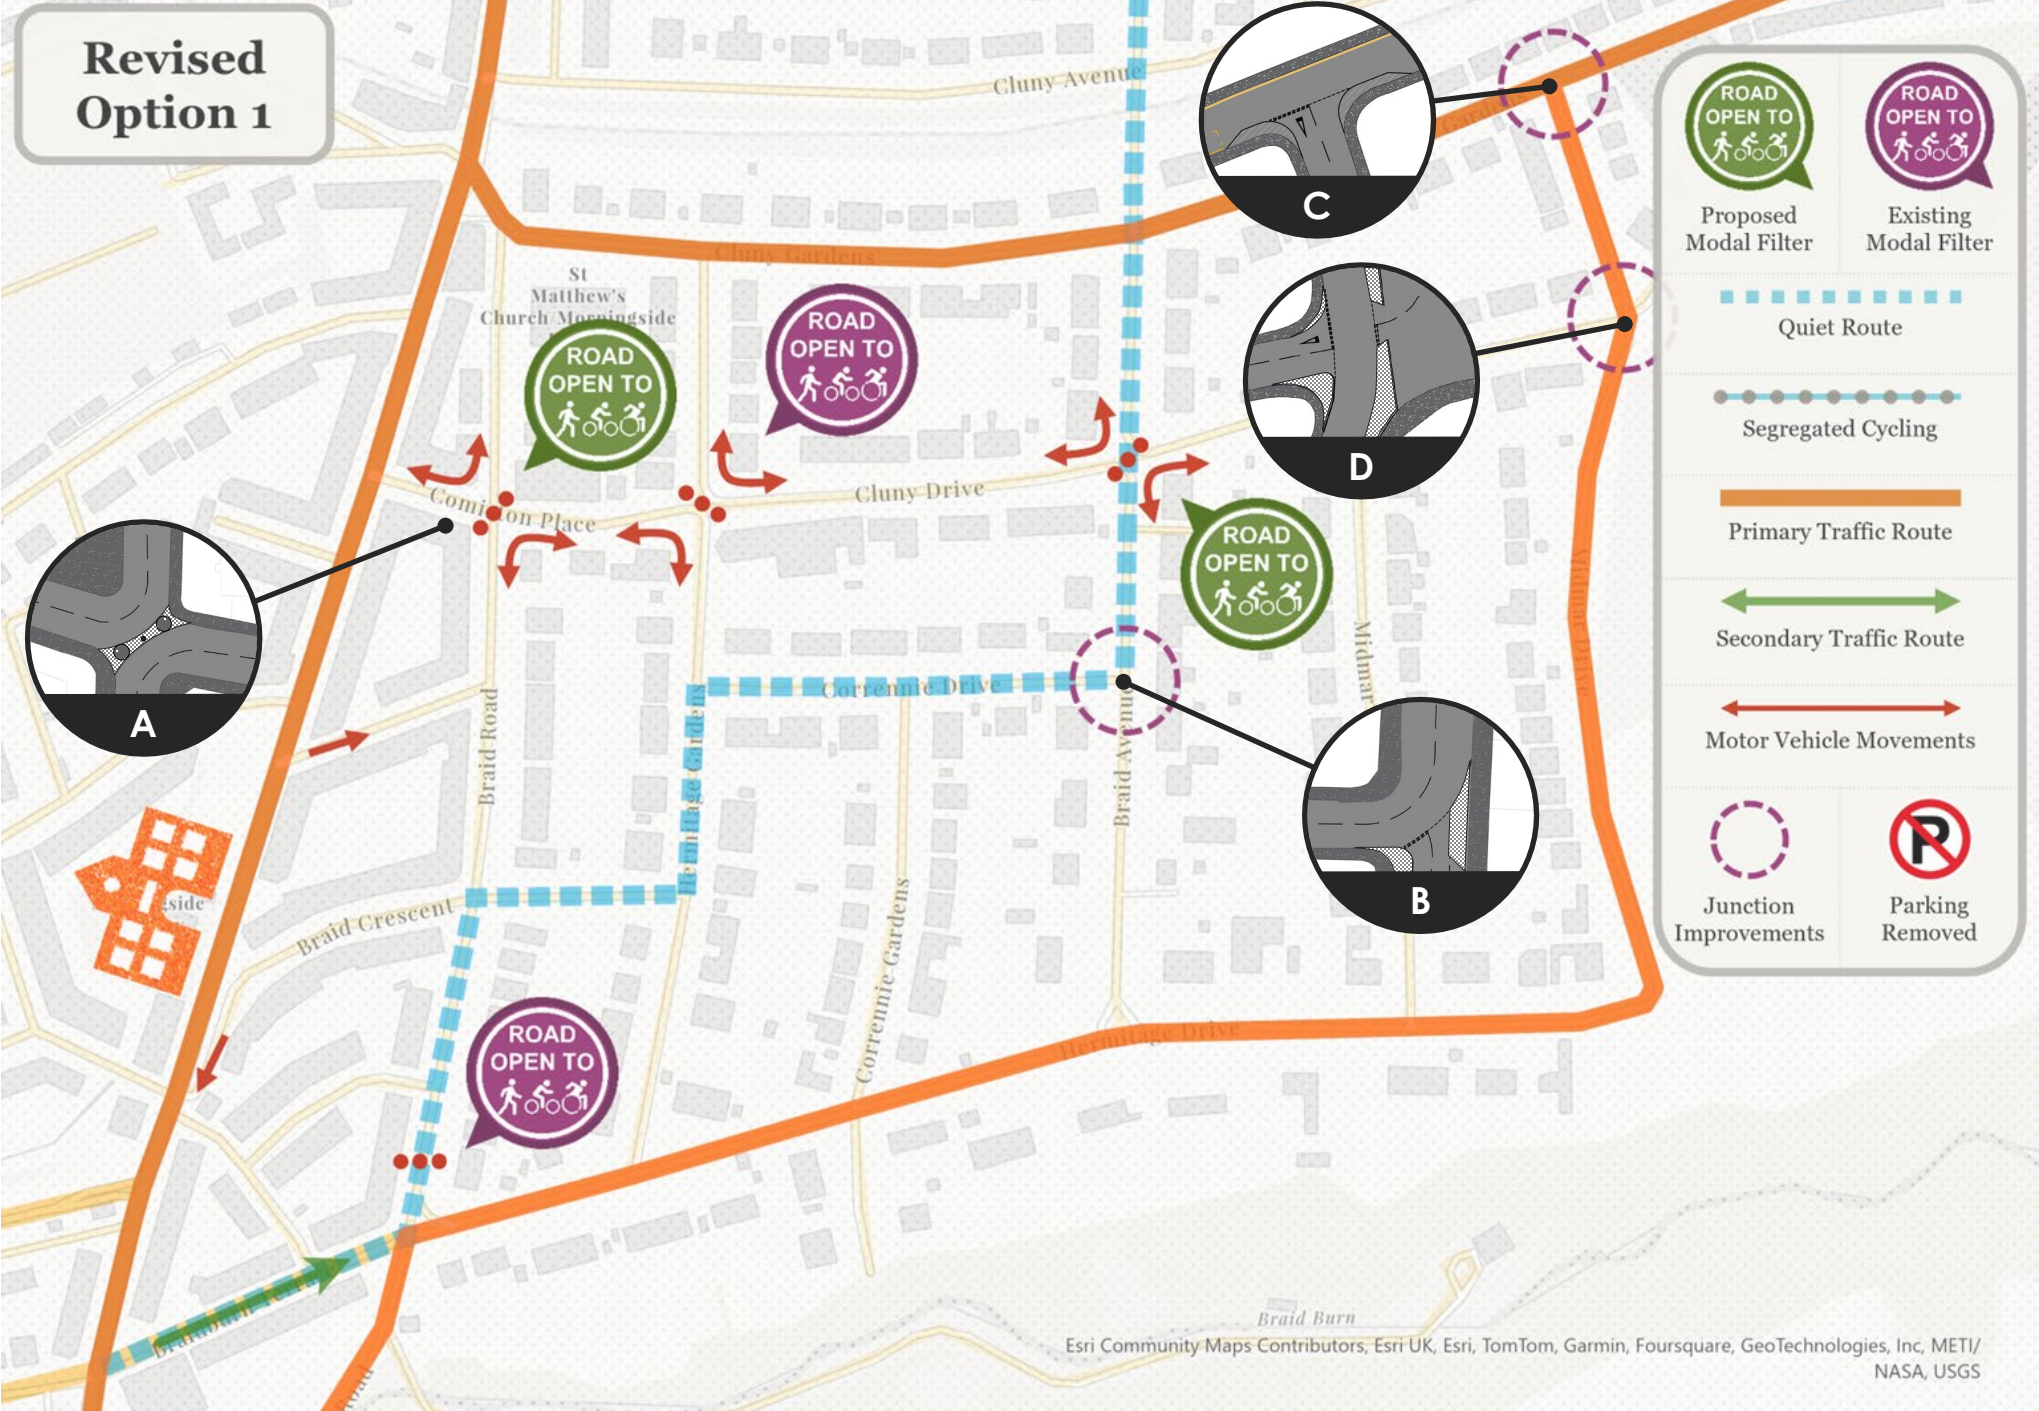 Revised
Option 1
Cluny Avenue
Gardens
C
Cluny Gardens
St
Matthew's
Church Morningside
ROAD
OPEN TO
ROAD
OPEN TO
D
Cluny Drive
Place
ROAD
OPEN TO
A
Braid Road
Hermitage Gardens
Corrennie Drive
Braid Avenue
B
side
Braid Crescent
Corrennie Gardens
ROAD
OPEN TO
Hermitage Drive
Road
Braid Burn
Esri Community Maps Contributors, Esri UK, Esri, TomTom, Garmin, Foursquare, GeoTechnologies, Inc, METI/
NASA, USGS
ROAD
OPEN TO
ROAD
OPEN TO
Proposed
Modal Filter
Existing
Modal Filter
Quiet Route
Segregated Cycling
Primary Traffic Route
Secondary Traffic Route
Motor Vehicle Movements
P
Junction
Improvements
Parking
Removed